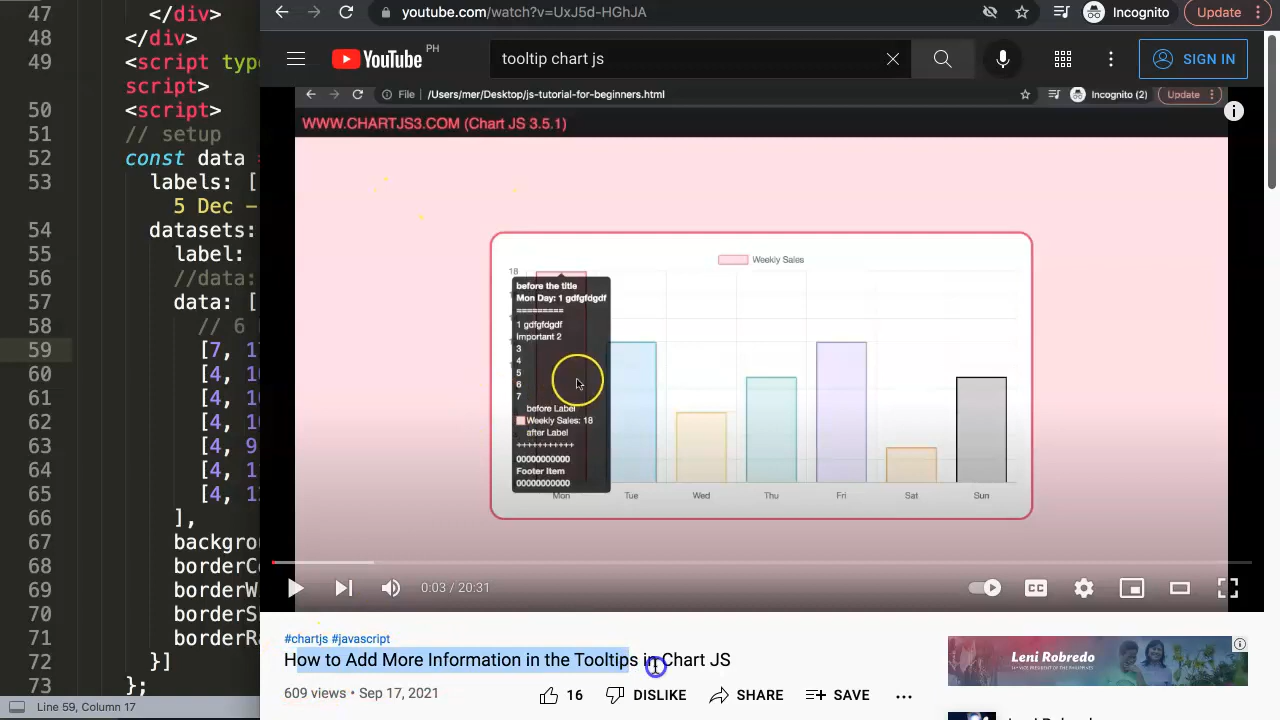 47
</div>
48
</div>
49
<script typ
script>
50
<script>
51
// setup
52
const data
53
labels: [
5 Dec -
54
datasets:
55
label:
56
//data:
57
data: [
58
// 6
59
[7, 1
60
[4, 10
61
[4, 10
62
[4, 10
63
[4, 9
64
[4, 1
65
[4, 1
66
],
67
backgro
68
borderC
69
borderW
70
borderS
71
borderRa
72
}]
73
};
Line 59, Column 17
youtube.com/watch?v=UxJ5d-HGhJA
Incognito
Update
YouTube PH
tooltip chart js
SIGN IN
File
/Users/mer/Desktop/js-tutorial-for-beginners.html
Incognito (2)
Update
WWW.CHARTJS3.COM (Chart JS 3.5.1)
Weekly Sales
18
before the title
Mon Day: 1 gdfgfdgdf
==========
1 gdfgfdgdf
Important 2
3
4
5
6
7
before Label
Weekly Sales: 18
after Label
+++++++++++
0000000000
Footer Item
0000000000
Mon
Tue
Wed
Thu
Fri
Sat
Sun
0:03 / 20:31
CC
#chartjs #javascript
How to Add More Information in the Tooltips in Chart JS
609 views • Sep 17, 2021
16
DISLIKE
SHARE
SAVE
Leni Robredo